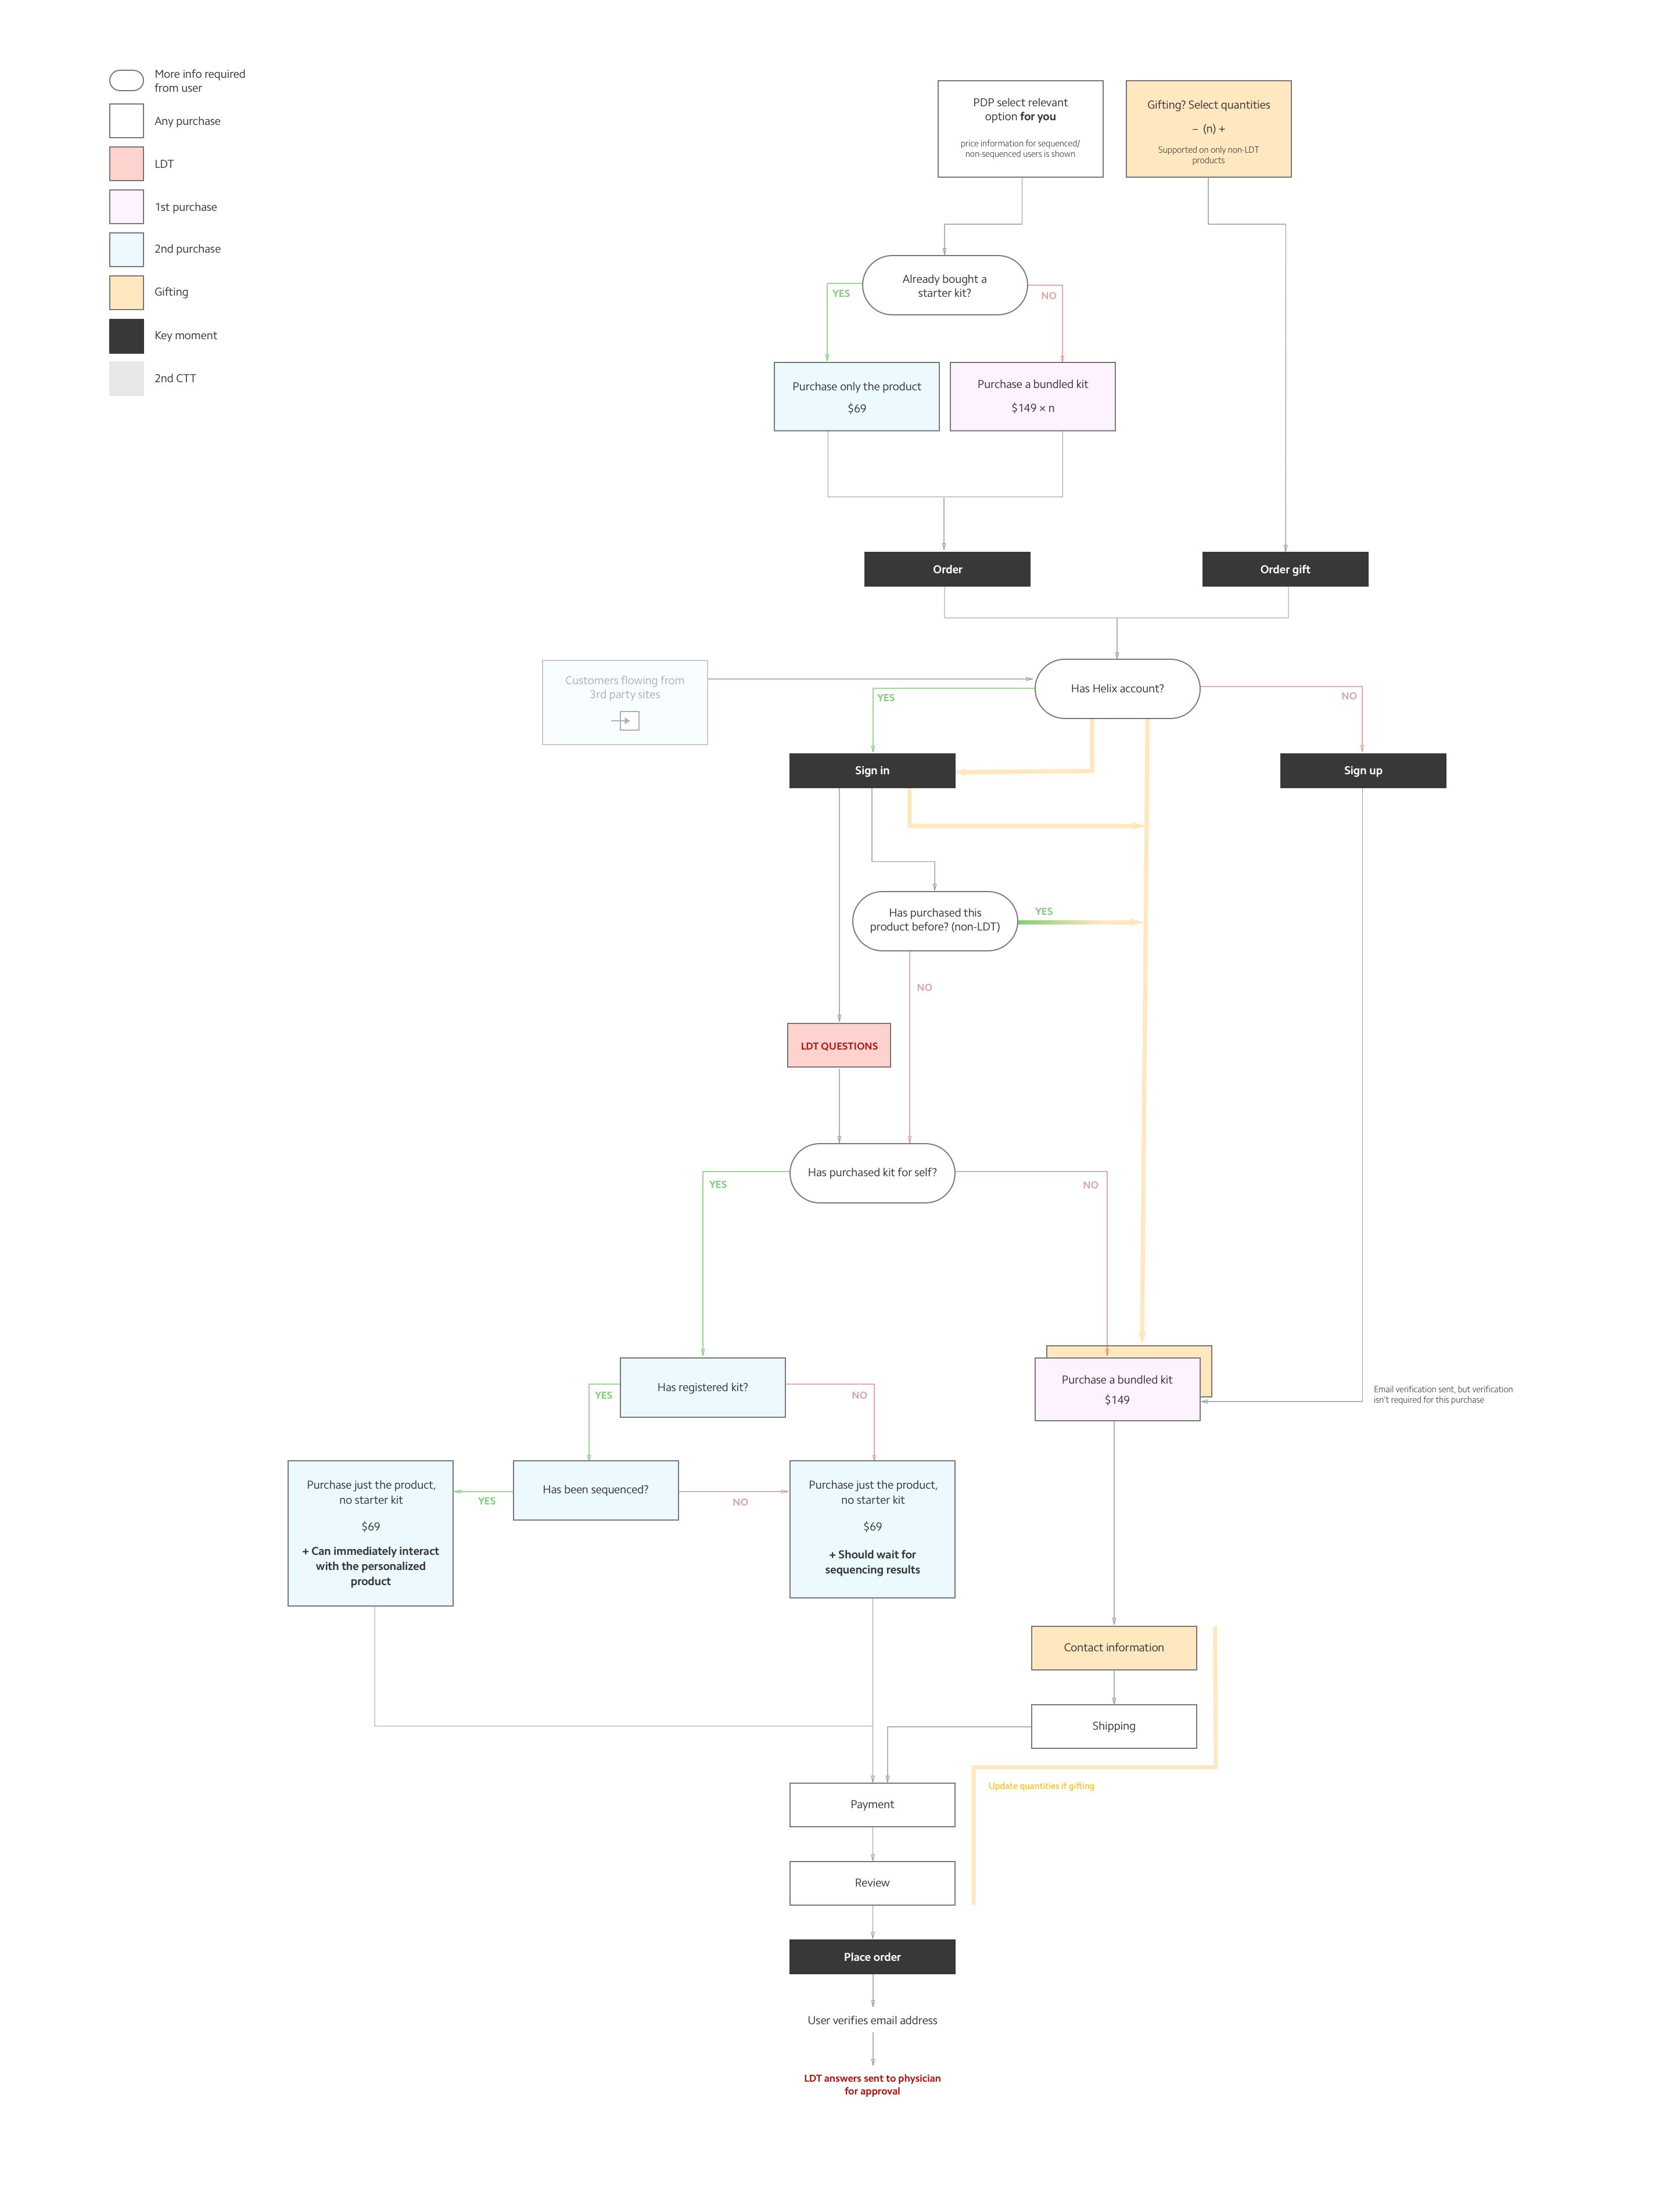 More info required
from user
Any purchase
LDT
1st purchase
2nd purchase
Gifting
Key moment
2nd CTT
PDP select relevant
option for you
price information for sequenced/
non-sequenced users is shown
Gifting? Select quantities
– (n) +
Supported on only non-LDT
products
Already bought a
starter kit?
YES
NO
Purchase only the product
$69
Purchase a bundled kit
$149 × n
Order
Order gift
Customers flowing from
3rd party sites
Has Helix account?
YES
NO
Sign in
Sign up
Has purchased this
product before? (non-LDT)
YES
NO
LDT QUESTIONS
Has purchased kit for self?
YES
NO
Has registered kit?
YES
NO
Purchase a bundled kit
$149
Email verification sent, but verification
isn't required for this purchase
Purchase just the product,
no starter kit
$69
+ Can immediately interact
with the personalized
product
Has been sequenced?
YES
NO
Purchase just the product,
no starter kit
$69
+ Should wait for
sequencing results
Contact information
Shipping
Update quantities if gifting
Payment
Review
Place order
User verifies email address
LDT answers sent to physician
for approval